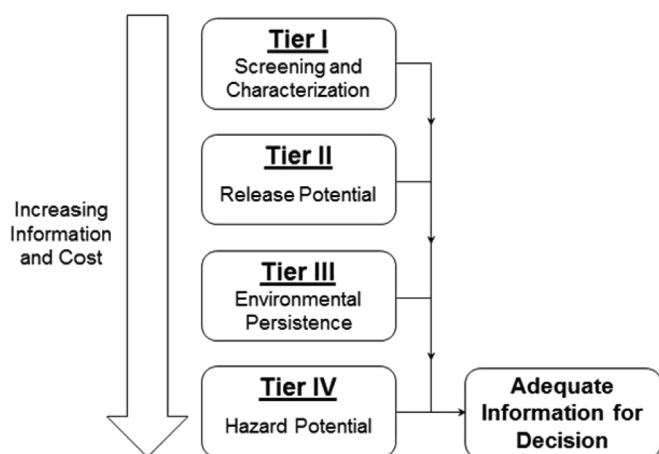 Tier I
Screening and
Characterization
Tier II
Release Potential
Increasing
Information
and Cost
Tier III
Environmental
Persistence
Tier IV
Hazard Potential
Adequate
Information for
Decision